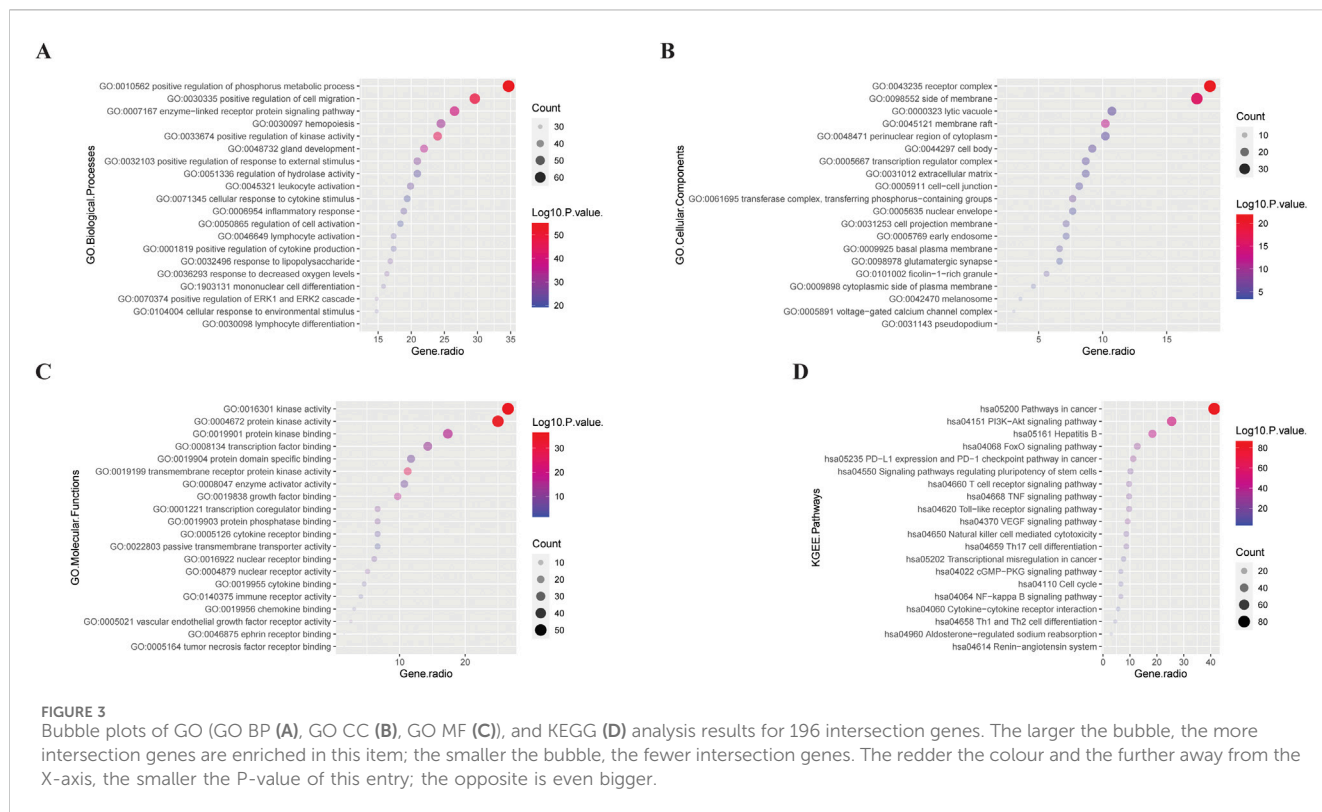 A
GO.Biological.Processes
GO:0010562 positive regulation of phosphorus metabolic process
GO:0030335 positive regulation of cell migration
GO:0007167 enzyme-linked receptor protein signaling pathway
GO:0030097 hemopoiesis
GO:0033674 positive regulation of kinase activity
GO:0048732 gland development
GO:0032103 positive regulation of response to external stimulus
GO:0051336 regulation of hydrolase activity
GO:0045321 leukocyte activation
GO:0071345 cellular response to cytokine stimulus
GO:0006954 inflammatory response
GO:0050865 regulation of cell activation
GO:0046649 lymphocyte activation
GO:0001819 positive regulation of cytokine production
GO:0032496 response to lipopolysaccharide
GO:0036293 response to decreased oxygen levels
GO:1903131 mononuclear cell differentiation
GO:0070374 positive regulation of ERK1 and ERK2 cascade
GO:0104004 cellular response to environmental stimulus
GO:0030098 lymphocyte differentiation
15 20 25 30 35
Gene.radio
Count
30
40
50
60
Log10.P.value.
50
40
30
20
B
GO.Cellular.Components
GO:0043235 receptor complex
GO:0098552 side of membrane
GO:0000323 lytic vacuole
GO:0045121 membrane raft
GO:0048471 perinuclear region of cytoplasm
GO:0044297 cell body
GO:0005667 transcription regulator complex
GO:0031012 extracellular matrix
GO:0005911 cell-cell junction
GO:0061695 transferase complex, transferring phosphorus-containing groups
GO:0005635 nuclear envelope
GO:0031253 cell projection membrane
GO:0005769 early endosome
GO:0009925 basal plasma membrane
GO:0098978 glutamatergic synapse
GO:0101002 ficolin-1-rich granule
GO:0009898 cytoplasmic side of plasma membrane
GO:0042470 melanosome
GO:0005891 voltage-gated calcium channel complex
GO:0031143 pseudopodium
5 10 15
Gene.radio
Count
10
20
30
Log10.P.value.
20
15
10
5
C
GO.Molecular.Functions
GO:0016301 kinase activity
GO:0004672 protein kinase activity
GO:0019901 protein kinase binding
GO:0008134 transcription factor binding
GO:0019904 protein domain specific binding
GO:0019199 transmembrane receptor protein kinase activity
GO:0008047 enzyme activator activity
GO:0019838 growth factor binding
GO:0001221 transcription coregulator binding
GO:0019903 protein phosphatase binding
GO:0005126 cytokine receptor binding
GO:0022803 passive transmembrane transporter activity
GO:0016922 nuclear receptor binding
GO:0004879 nuclear receptor activity
GO:0019955 cytokine binding
GO:0140375 immune receptor activity
GO:0019956 chemokine binding
GO:0005021 vascular endothelial growth factor receptor activity
GO:0046875 ephrin receptor binding
GO:0005164 tumor necrosis factor receptor binding
10 20
Gene.radio
Log10.P.value.
30
20
10
Count
10
20
30
40
50
D
KGEE.Pathways
hsa05200 Pathways in cancer
hsa04151 PI3K-Akt signaling pathway
hsa05161 Hepatitis B
hsa04068 FoxO signaling pathway
hsa05235 PD-L1 expression and PD-1 checkpoint pathway in cancer
hsa04550 Signaling pathways regulating pluripotency of stem cells
hsa04660 T cell receptor signaling pathway
hsa04668 TNF signaling pathway
hsa04620 Toll-like receptor signaling pathway
hsa04370 VEGF signaling pathway
hsa04650 Natural killer cell mediated cytotoxicity
hsa04659 Th17 cell differentiation
hsa05202 Transcriptional misregulation in cancer
hsa04022 cGMP-PKG signaling pathway
hsa04110 Cell cycle
hsa04064 NF-kappa B signaling pathway
hsa04060 Cytokine-cytokine receptor interaction
hsa04658 Th1 and Th2 cell differentiation
hsa04960 Aldosterone-regulated sodium reabsorption
hsa04614 Renin-angiotensin system
0 10 20 30 40
Gene.radio
Log10.P.value.
80
60
40
20
Count
20
40
60
80
FIGURE 3
Bubble plots of GO (GO BP (A), GO CC (B), GO MF (C)), and KEGG (D) analysis results for 196 intersection genes. The larger the bubble, the more
intersection genes are enriched in this item; the smaller the bubble, the fewer intersection genes. The redder the colour and the further away from the
X-axis, the smaller the P-value of this entry; the opposite is even bigger.